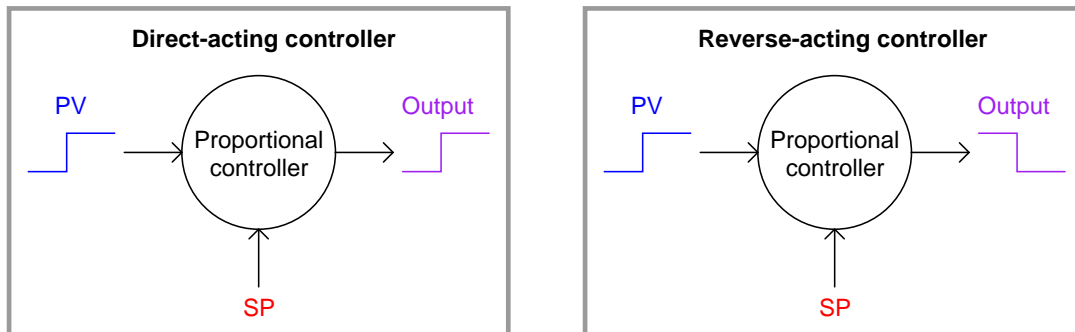 Direct-acting controller
PV
Output
Proportional
controller
SP
Reverse-acting controller
PV
Output
Proportional
controller
SP